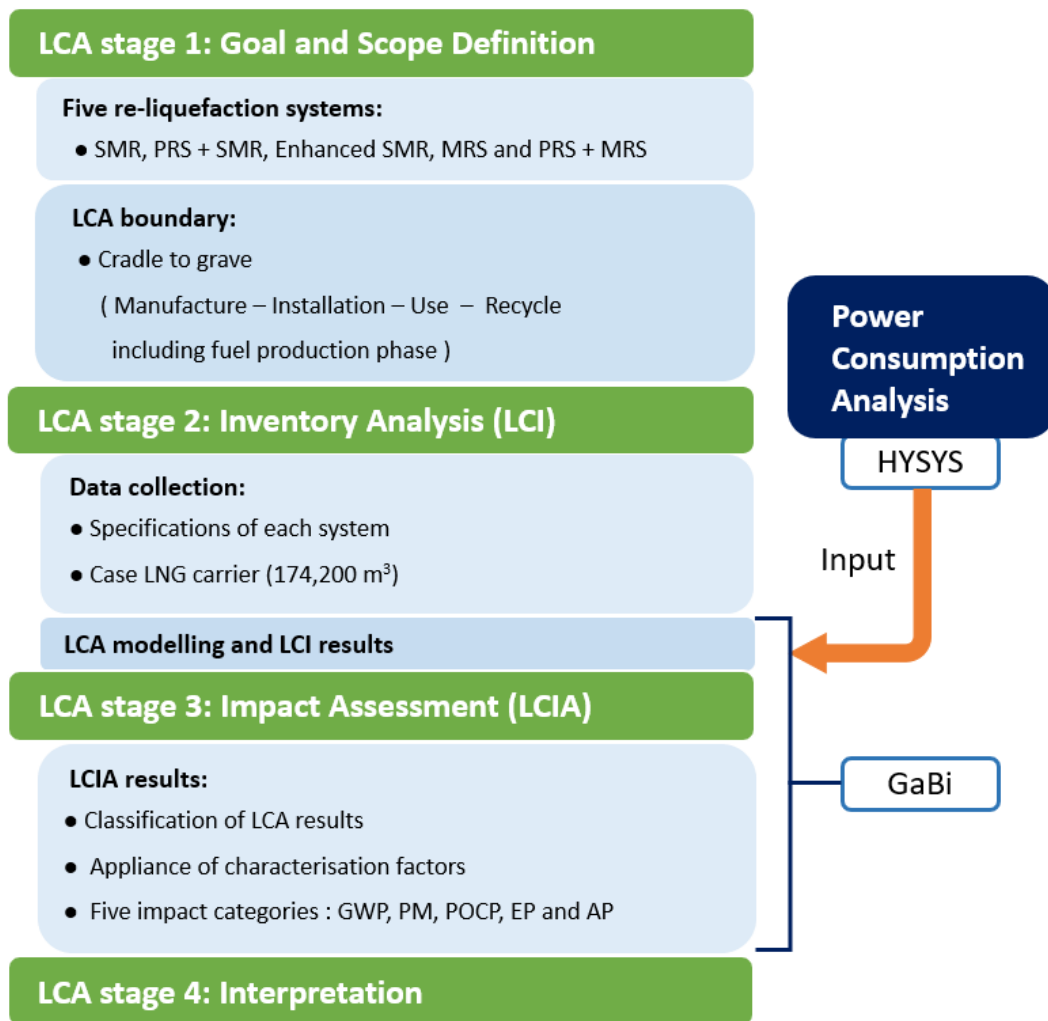 LCA stage 1: Goal and Scope Definition
Five re-liquefaction systems:
● SMR, PRS + SMR, Enhanced SMR, MRS and PRS + MRS
LCA boundary:
● Cradle to grave
( Manufacture – Installation – Use – Recycle
including fuel production phase )
LCA stage 2: Inventory Analysis (LCI)
Data collection:
● Specifications of each system
● Case LNG carrier (174,200 m³)
LCA modelling and LCI results
LCA stage 3: Impact Assessment (LCIA)
LCIA results:
● Classification of LCA results
● Appliance of characterisation factors
● Five impact categories : GWP, PM, POCP, EP and AP
LCA stage 4: Interpretation
Power
Consumption
Analysis
HYSYS
Input
GaBi